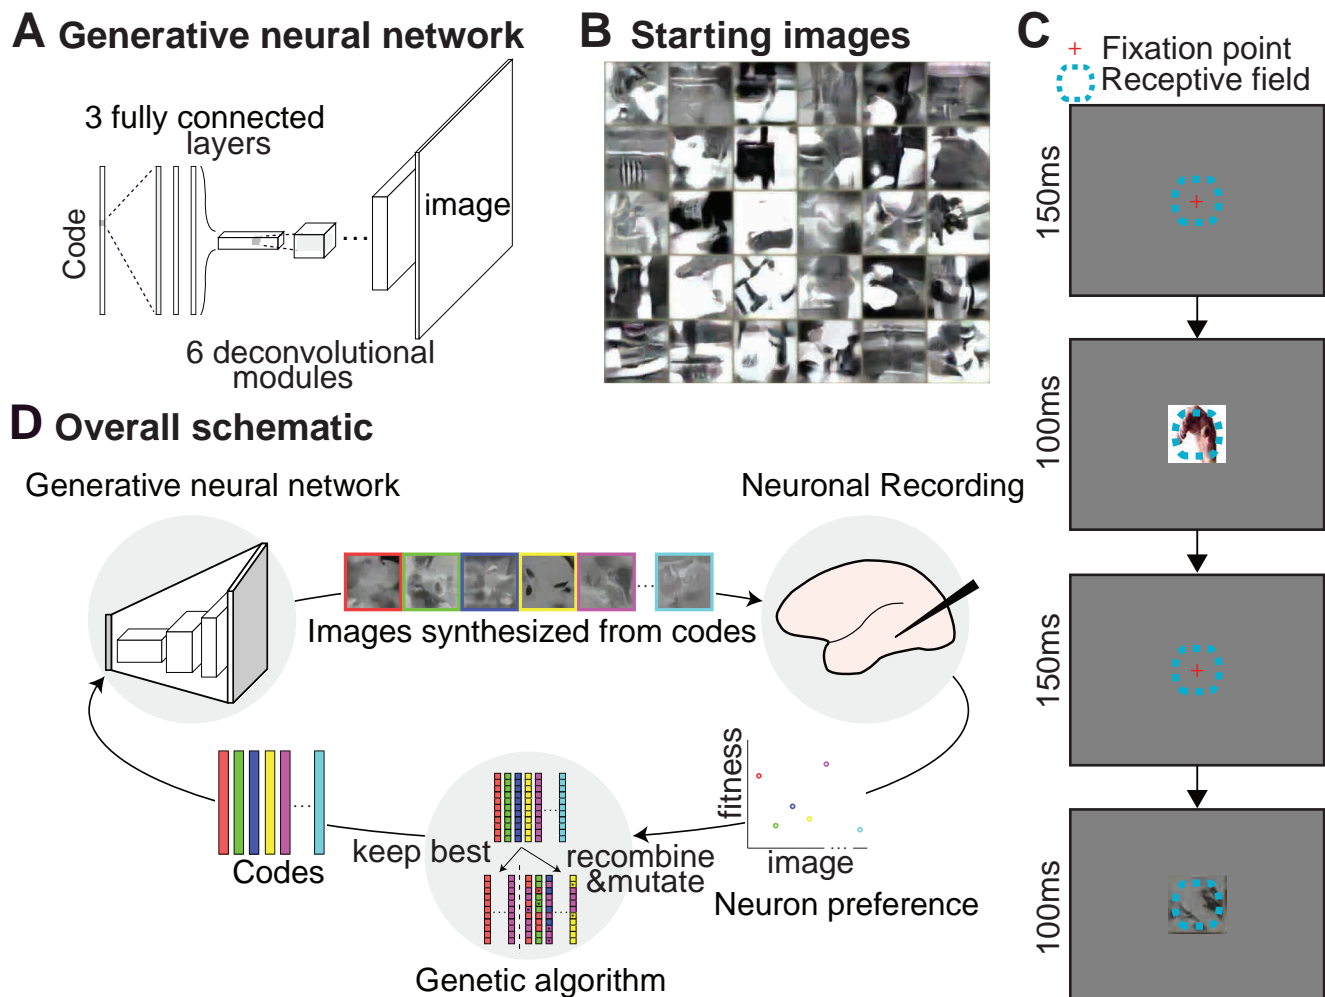 A Generative neural network
3 fully connected
layers
Code
image
...
6 deconvolutional
modules
B Starting images
C
+ Fixation point
Receptive field
150ms
100ms
150ms
100ms
D Overall schematic
Generative neural network
Images synthesized from codes
Neuronal Recording
fitness
image
Neuron preference
recombine
&mutate
keep best
Genetic algorithm
Codes